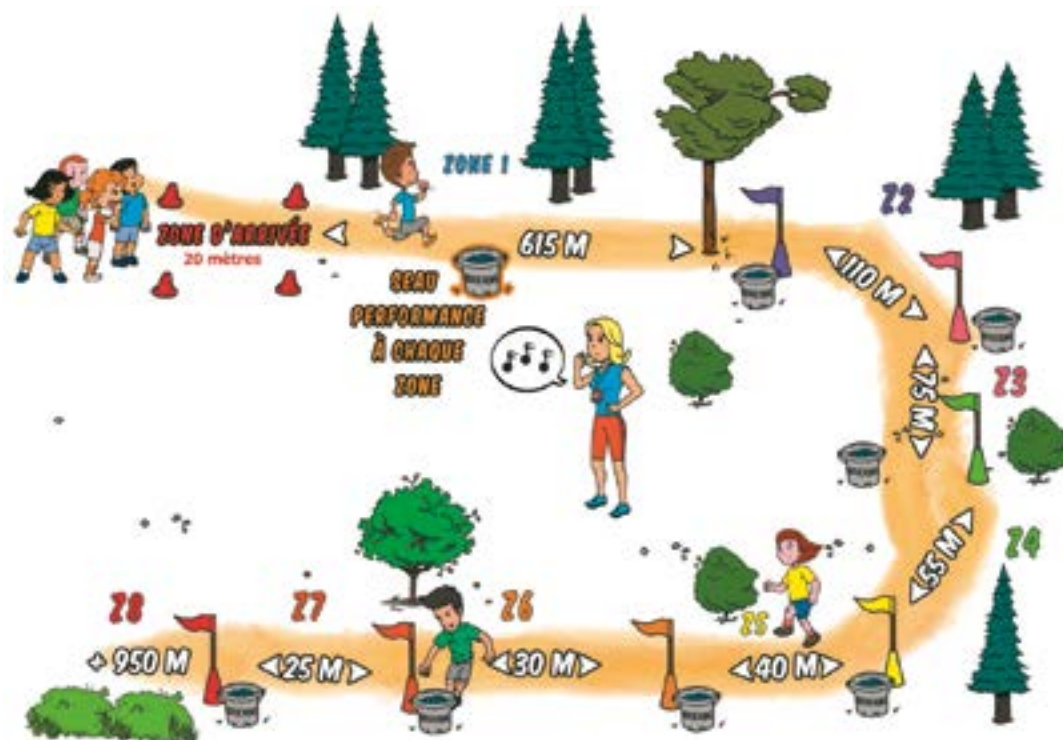 ZONE 1
Z2
ZONE D'ARRIVÉE
20 mètres
615 M
110 M
SEAU
PERFORMANCE
À CHAQUE
ZONE
75 M
Z3
55 M
Z4
Z8
Z7
Z6
Z5
+ 950 M
25 M
30 M
40 M